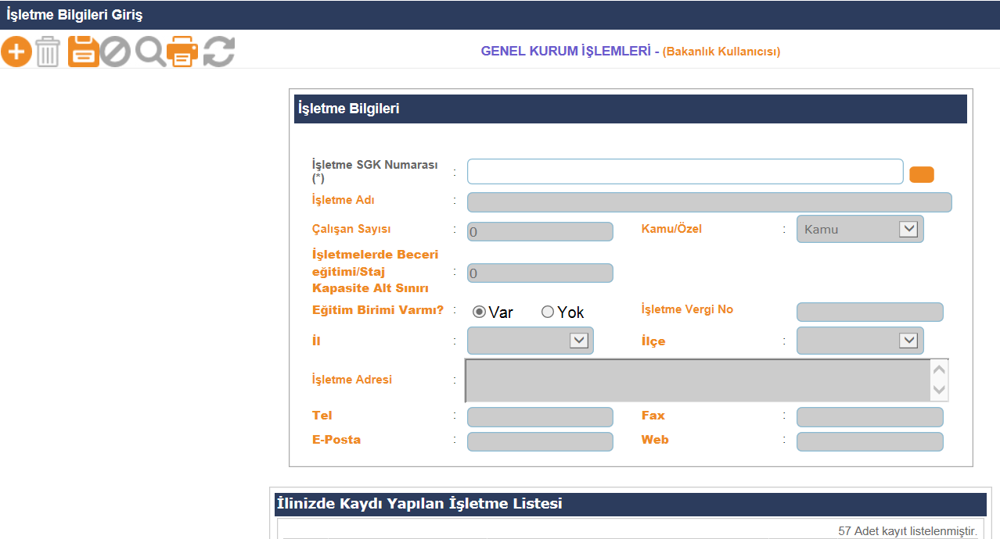 İşletme Bilgileri Giriş
GENEL KURUM İŞLEMLERİ - (Bakanlık Kullanıcısı)
İşletme Bilgileri
İşletme SGK Numarası
(*)
:
İşletme Adı :
Çalışan Sayısı : 0 Kamu/Özel : Kamu
İşletmelerde Beceri
eğitimi/Staj : 0
Kapasite Alt Sınırı
Eğitim Birimi Varmı? : Var Yok İşletme Vergi No
İl : İlçe :
İşletme Adresi :
Tel : Fax :
E-Posta : Web :
İlinizde Kaydı Yapılan İşletme Listesi
57 Adet kayıt listelenmiştir.